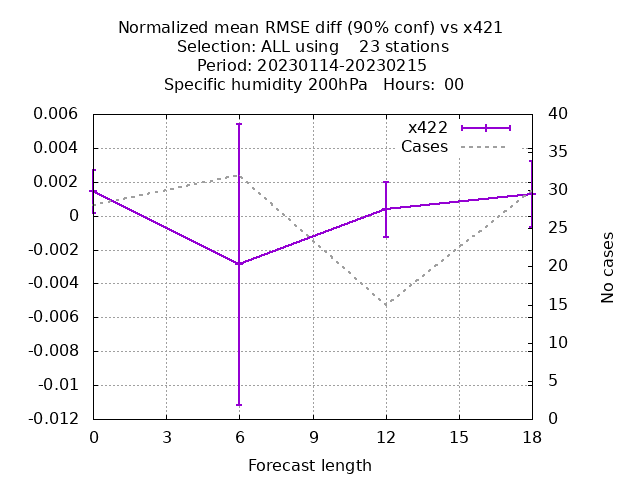 Normalized mean RMSE diff (90% conf) vs x421
Selection: ALL using    23 stations
Period: 20230114-20230215
Specific humidity 200hPa   Hours:  00
x422
Cases
0.006
0.004
0.002
0
-0.002
-0.004
-0.006
-0.008
-0.01
-0.012
40
35
30
25
20
15
10
5
0
No cases
0 3 6 9 12 15 18
Forecast length